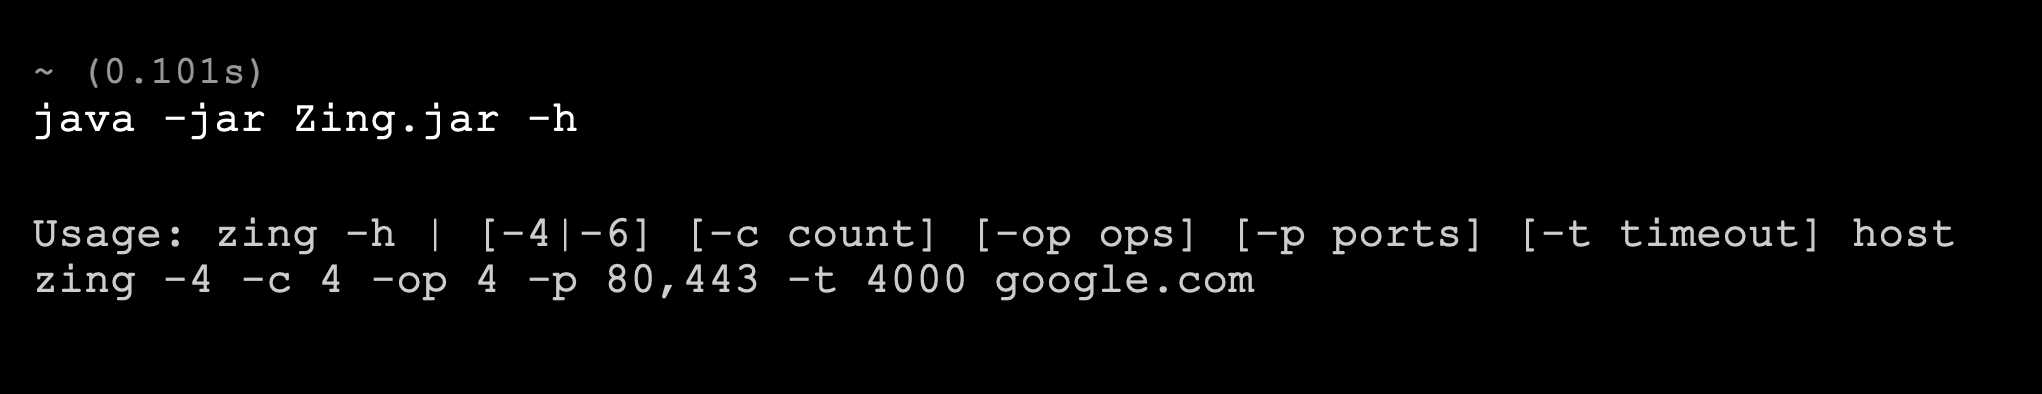 ~ (0.101s)
java -jar Zing.jar -h
Usage: zing -h | [-4|-6] [-c count] [-op ops] [-p ports] [-t timeout] host
zing -4 -c 4 -op 4 -p 80,443 -t 4000 google.com